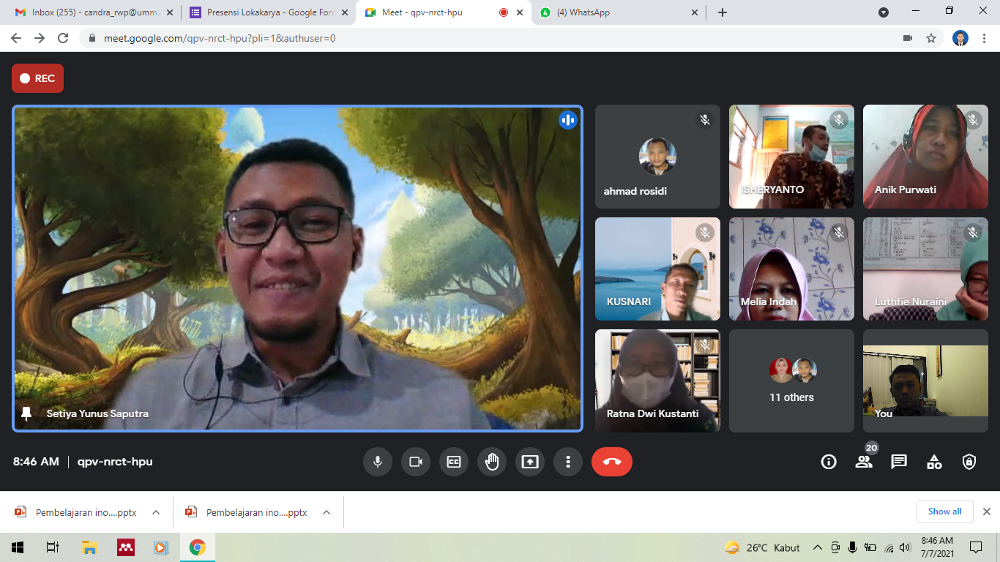 Inbox (255) - candra_rwp@umm
Presensi Lokakarya - Google Form
Meet - qpv-nrct-hpu
(4) WhatsApp
meet.google.com/qpv-nrct-hpu?pli=1&authuser=0
REC
ahmad rosidi
ISHERYANTO
Anik Purwati
KUSNARI
Melia Indah
Luthfie Nuraini
Setiya Yunus Saputra
Ratna Dwi Kustanti
11 others
You
8:46 AM | qpv-nrct-hpu
CC
20
Pembelajaran ino....pptx
Pembelajaran ino....pptx
Show all
26°C Kabut
8:46 AM
7/7/2021